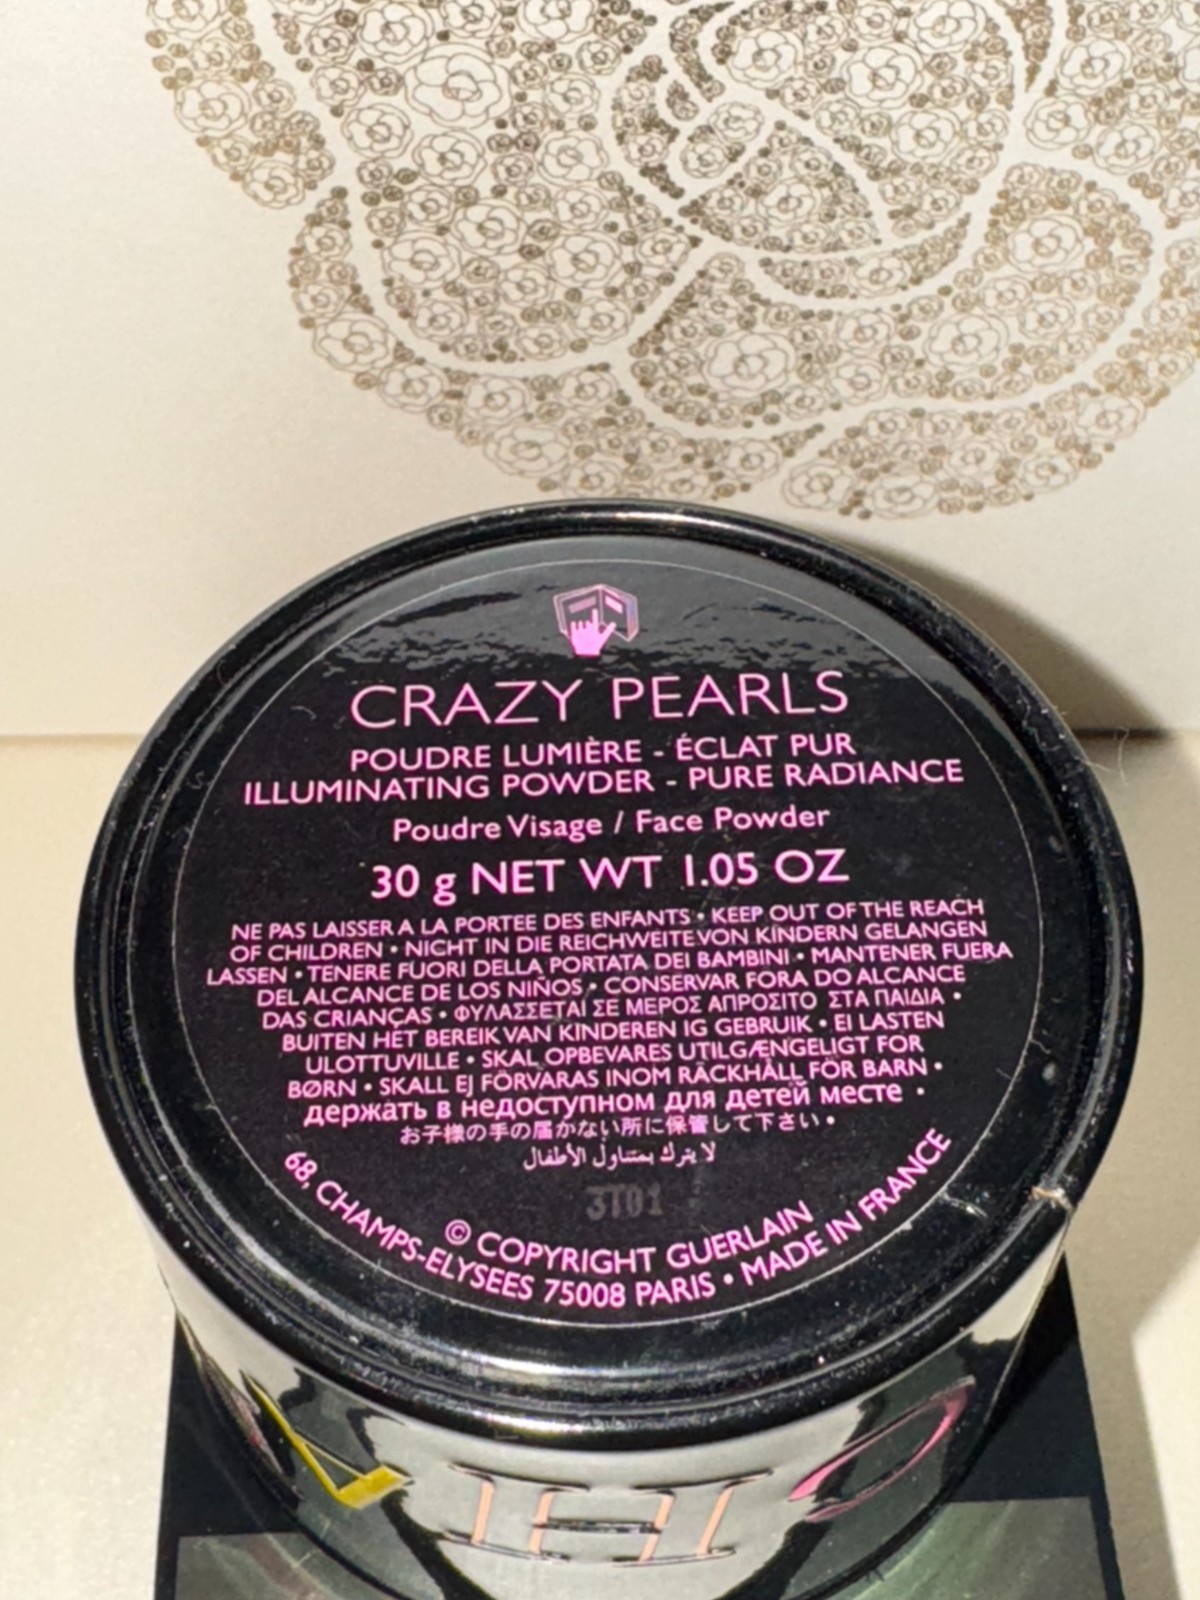 CRAZY PEARLS
POUDRE LUMIÈRE - ÉCLAT PUR
ILLUMINATING POWDER - PURE RADIANCE
Poudre Visage / Face Powder
30 g NET WT 1.05 OZ
NE PAS LAISSER A LA PORTEE DES ENFANTS • KEEP OUT OF THE REACH
OF CHILDREN • NICHT IN DIE REICHWEITE VON KINDERN GELANGEN
LASSEN • TENERE FUORI DELLA PORTATA DEI BAMBINI • MANTENER FUERA
DEL ALCANCE DE LOS NIÑOS • CONSERVAR FORA DO ALCANCE
DAS CRIANÇAS • ΦΥΛΑΣΣΕΤΑΙ ΣΕ ΜΕΡΟΣ ΑΠΡΟΣΙΤΟ ΣΤΑ ΠΑΙΔΙΑ •
BUITEN HET BEREIK VAN KINDEREN IG GEBRUIK • EI LASTEN
ULOTTUVILLE • SKAL OPBEVARES UTILGÆNGELIGT FOR
BØRN • SKALL EJ FÖRVARAS INOM RÄCKHÅLL FÖR BARN •
держать в недоступном для детей месте •
お子様の手の届かない所に保管して下さい •
لا يترك بمتناول الأطفال
3T01
© COPYRIGHT GUERLAIN
68, CHAMPS-ELYSEES 75008 PARIS • MADE IN FRANCE